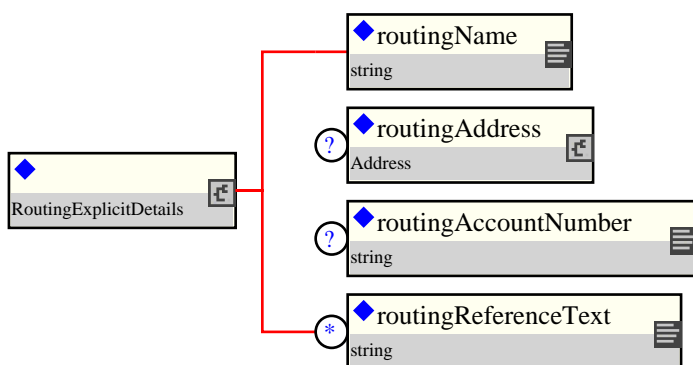 routingName
string
?
routingAddress
Address
RoutingExplicitDetails
?
routingAccountNumber
string
*
routingReferenceText
string